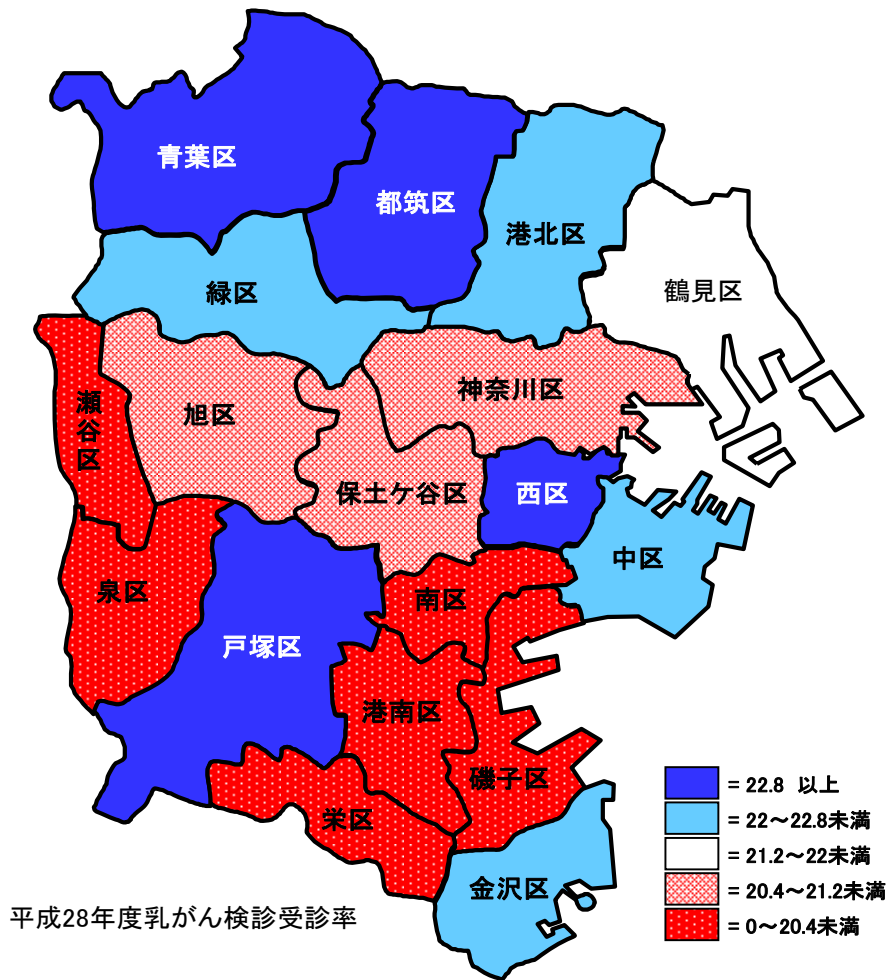 青葉区
都筑区
港北区
鶴見区
緑区
神奈川区
瀬谷区
旭区
保土ケ谷区
西区
中区
泉区
南区
戸塚区
港南区
磯子区
栄区
金沢区
= 22.8 以上
= 22～22.8未満
= 21.2～22未満
= 20.4～21.2未満
= 0～20.4未満
平成28年度乳がん検診受診率